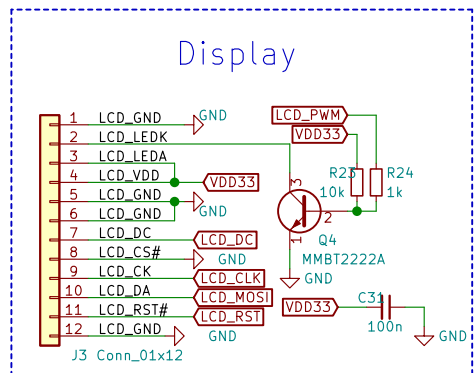 Display
1 LCD_GND GND
2 LCD_LEDK
3 LCD_LEDA
4 LCD_VDD VDD33
5 LCD_GND GND
6 LCD_GND
7 LCD_DC LCD_DC
8 LCD_CS# GND
9 LCD_CK LCD_CLK
10 LCD_DA LCD_MOSI
11 LCD_RST# LCD_RST
12 LCD_GND GND
J3 Conn_01x12
LCD_PWM
VDD33
R23 R24
10k 1k
3
2
1
Q4
MMBT2222A
GND
VDD33 C31
100n
GND